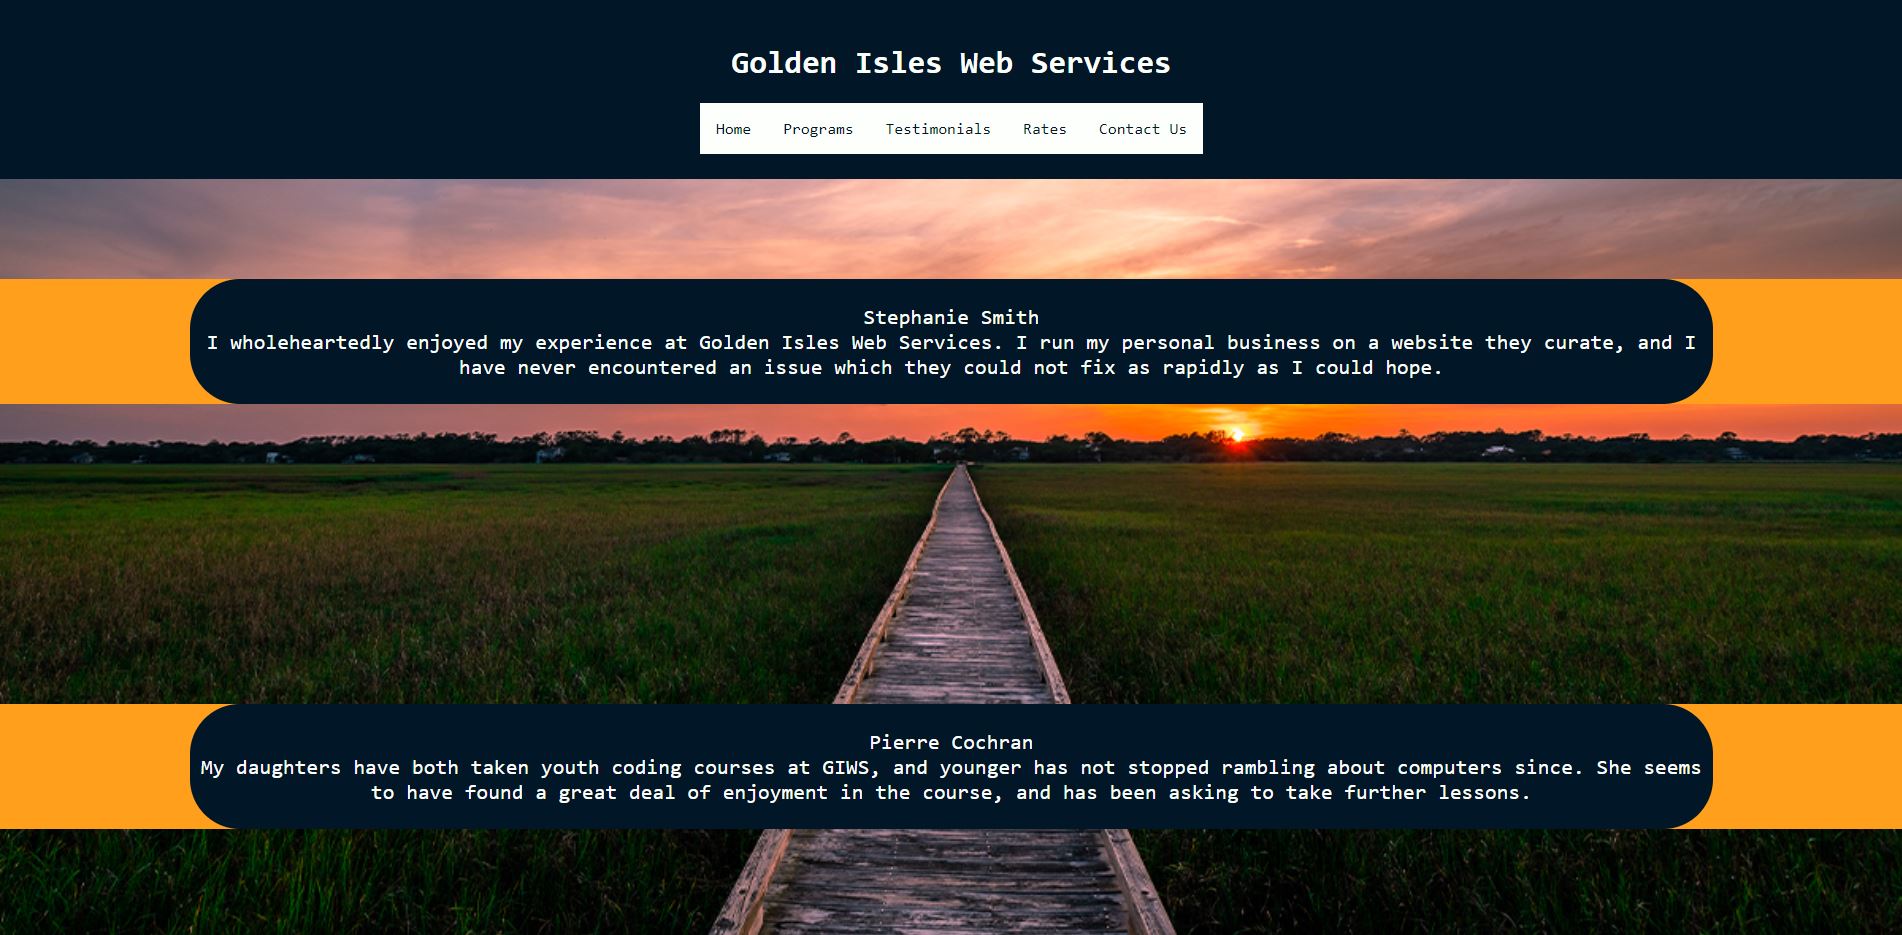 Golden Isles Web Services
Home Programs Testimonials Rates Contact Us
Stephanie Smith
I wholeheartedly enjoyed my experience at Golden Isles Web Services. I run my personal business on a website they curate, and I
have never encountered an issue which they could not fix as rapidly as I could hope.
Pierre Cochran
My daughters have both taken youth coding courses at GIWS, and younger has not stopped rambling about computers since. She seems
to have found a great deal of enjoyment in the course, and has been asking to take further lessons.